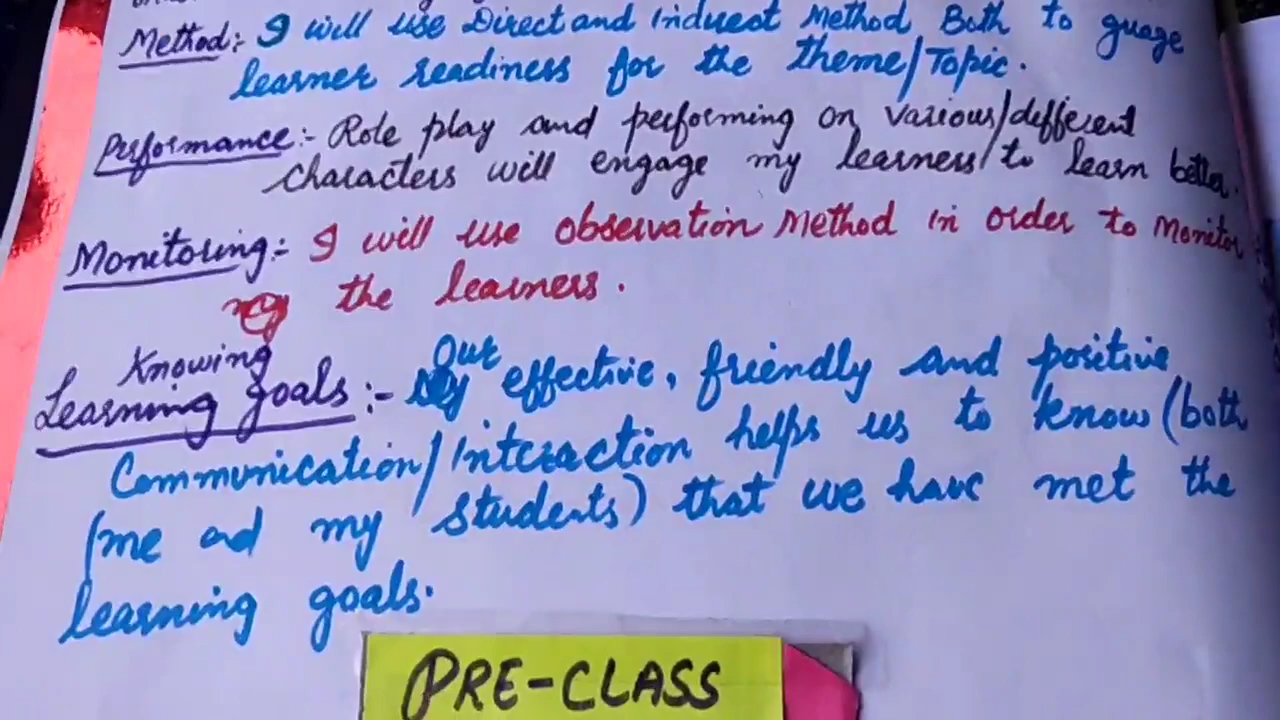 Method:- I will use Direct and Indirect Method Both to guage
learner readiness for the theme/Topic.
Performance:- Role play and performing on various/different
characters will engage my learners/to learn better.
Monitoring:- I will use observation Method in order to Monitor
the learners.
Knowing
Learning goals:- Our effective, friendly and positive
Communication/interaction helps us to know (both
(me ad my students) that we have met the
learning goals.
PRE-CLASS